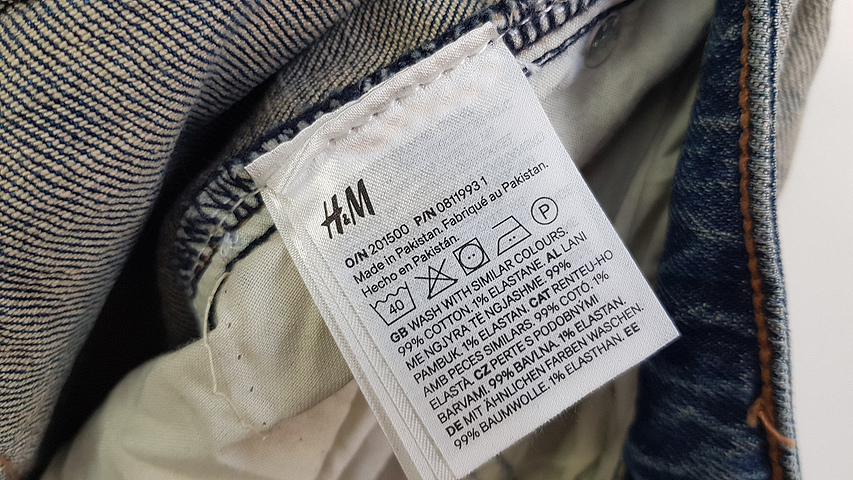 H&M
O/N 201500 P/N 0811993 1
Made in Pakistan. Fabriqué au Pakistan.
Hecho en Pakistán.
40 P
GB WASH WITH SIMILAR COLOURS.
99% COTTON, 1% ELASTANE. AL LANI
ME NGJYRA TË NGJASHME. 99%
PAMBUK, 1% ELASTAN. CAT RENTEU-HO
AMB PECES SIMILARS. 99% COTÓ, 1%
ELASTÀ. CZ PERTE S PODOBNÝMI
BARVAMI. 99% BAVLNA, 1% ELASTAN.
DE MIT ÄHNLICHEN FARBEN WASCHEN.
99% BAUMWOLLE, 1% ELASTHAN. EE